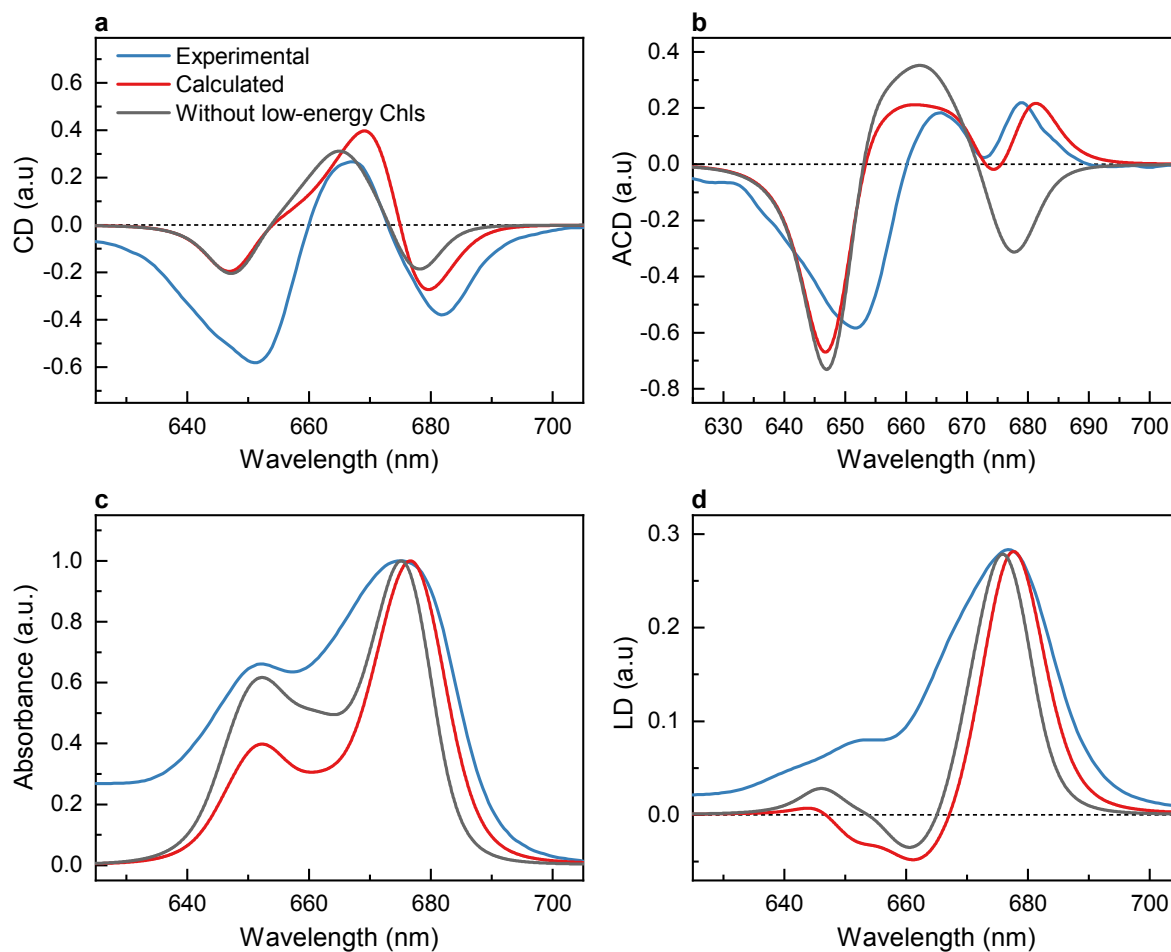 a
Experimental
Calculated
Without low-energy Chls
0.6
0.4
0.2
0.0
-0.2
-0.4
-0.6
CD (a.u)
640
660
680
700
Wavelength (nm)
b
0.4
0.2
0.0
-0.2
-0.4
-0.6
-0.8
ACD (a.u)
630
640
650
660
670
680
690
700
Wavelength (nm)
c
1.0
0.8
0.6
0.4
0.2
0.0
Absorbance (a.u.)
640
660
680
700
Wavelength (nm)
d
0.3
0.2
0.1
0.0
LD (a.u)
640
660
680
700
Wavelength (nm)